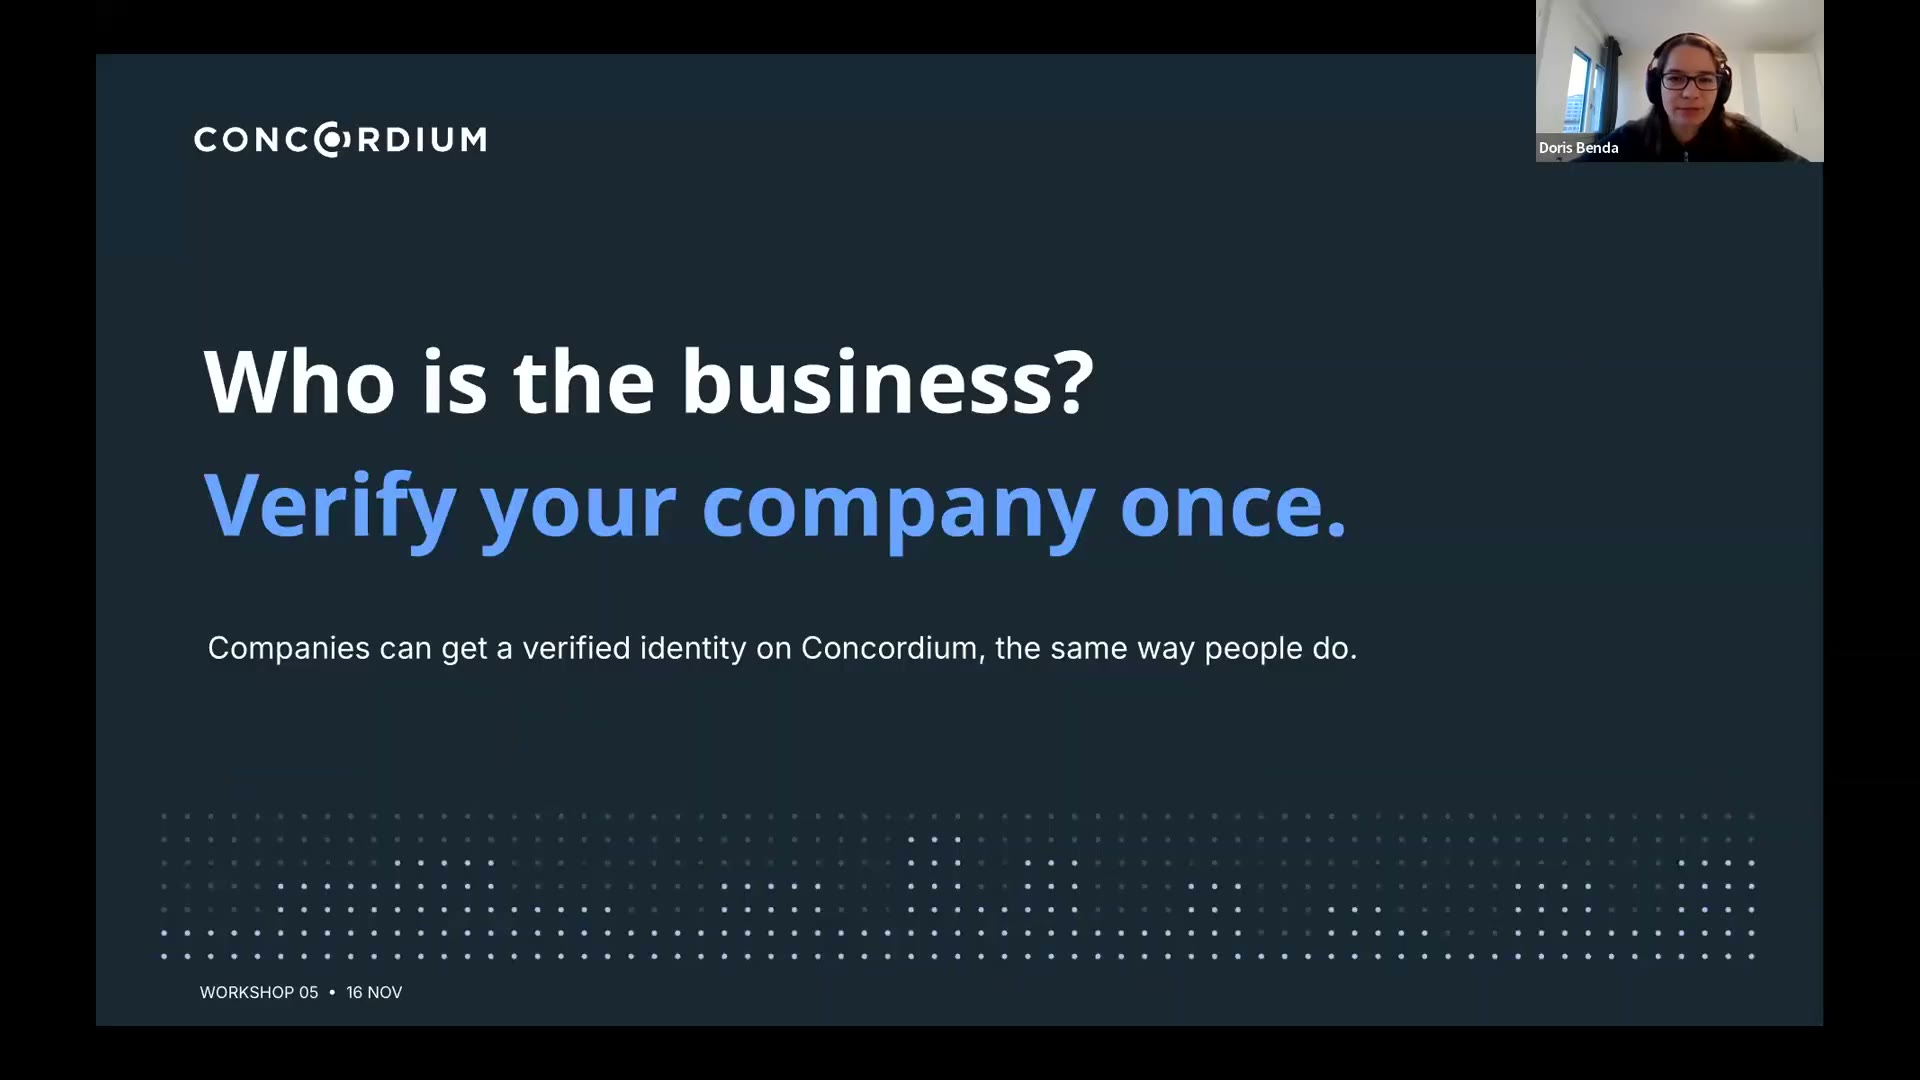 CONCORDIUM
Doris Benda
Who is the business?
Verify your company once.
Companies can get a verified identity on Concordium, the same way people do.
WORKSHOP 05 • 16 NOV